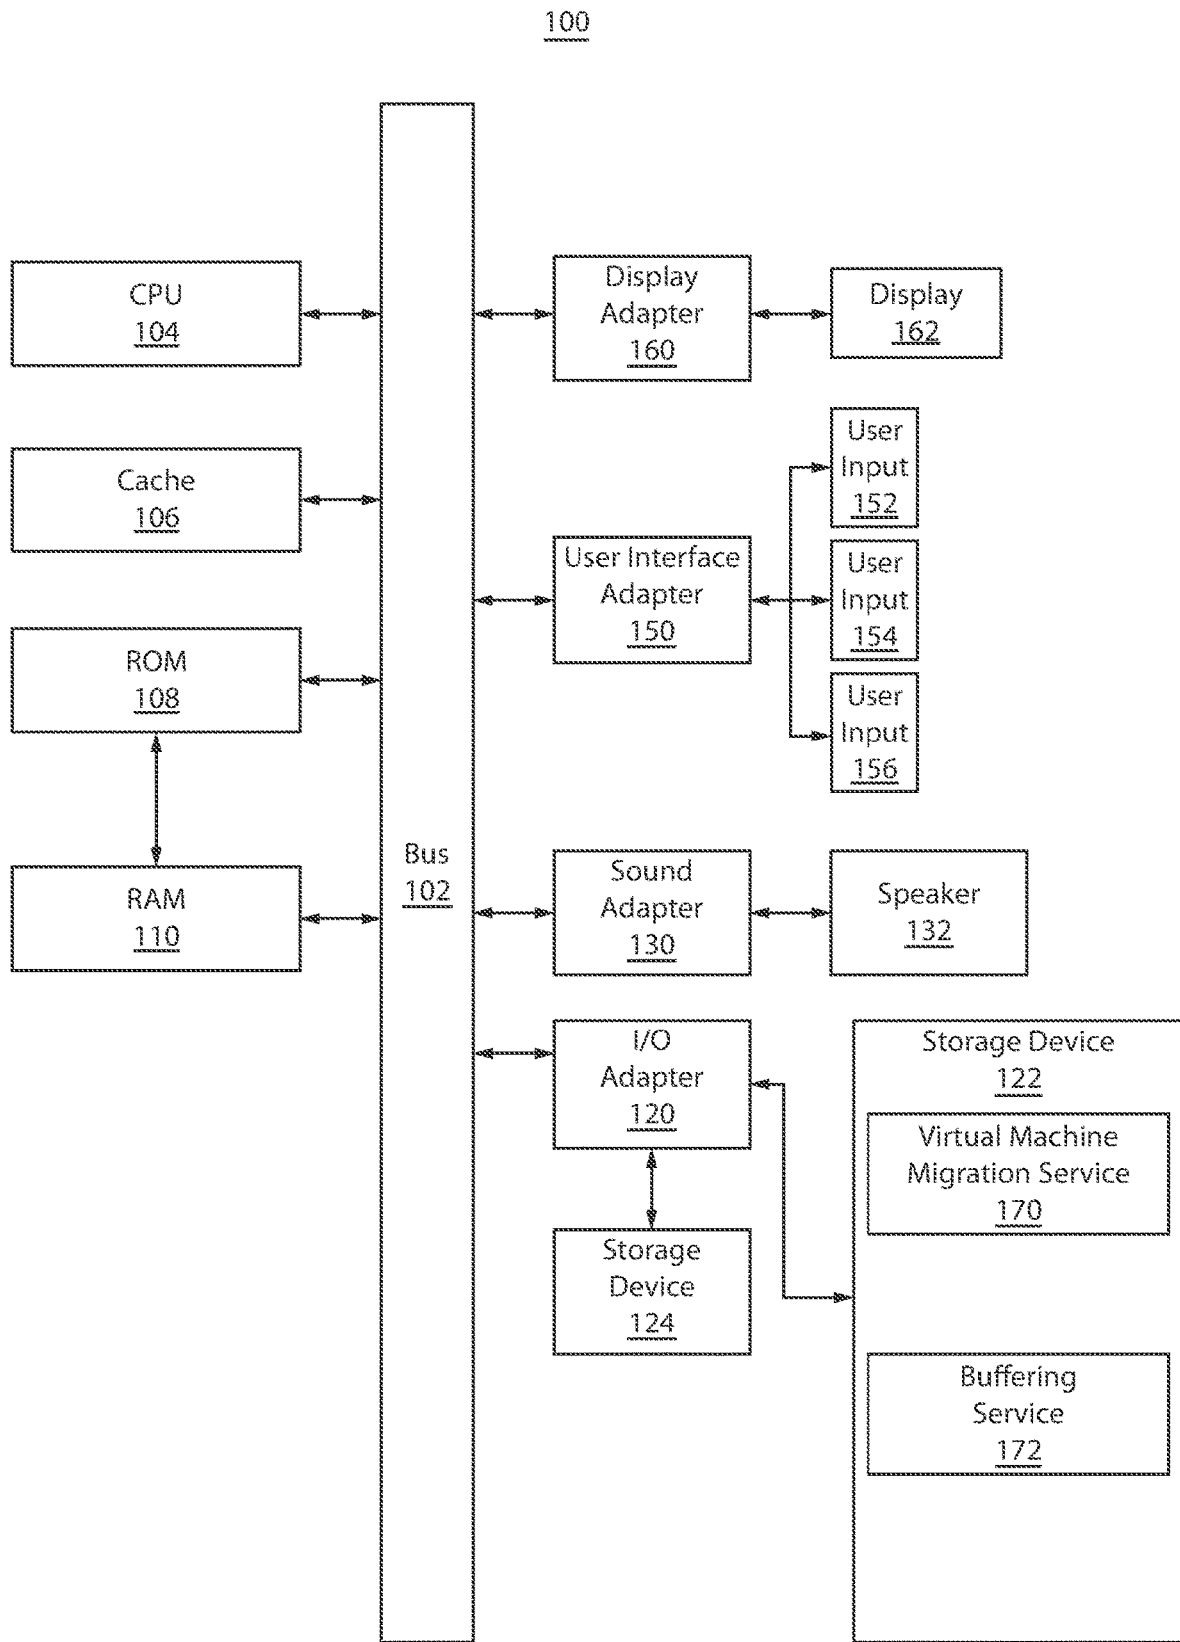 100
CPU
104
Cache
106
ROM
108
RAM
110
Bus
102
Display
Adapter
160
Display
162
User Interface
Adapter
150
User
Input
152
User
Input
154
User
Input
156
Sound
Adapter
130
Speaker
132
I/O
Adapter
120
Storage
Device
124
Storage Device
122
Virtual Machine
Migration Service
170
Buffering
Service
172